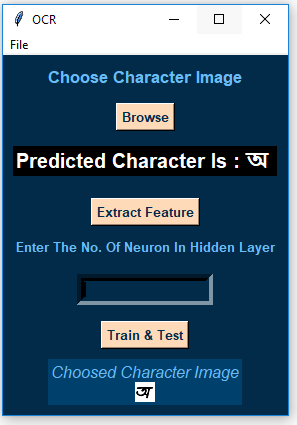 OCR
File
Choose Character Image
Browse
Predicted Character Is : অ
Extract Feature
Enter The No. Of Neuron In Hidden Layer
Train & Test
Choosed Character Image
অ